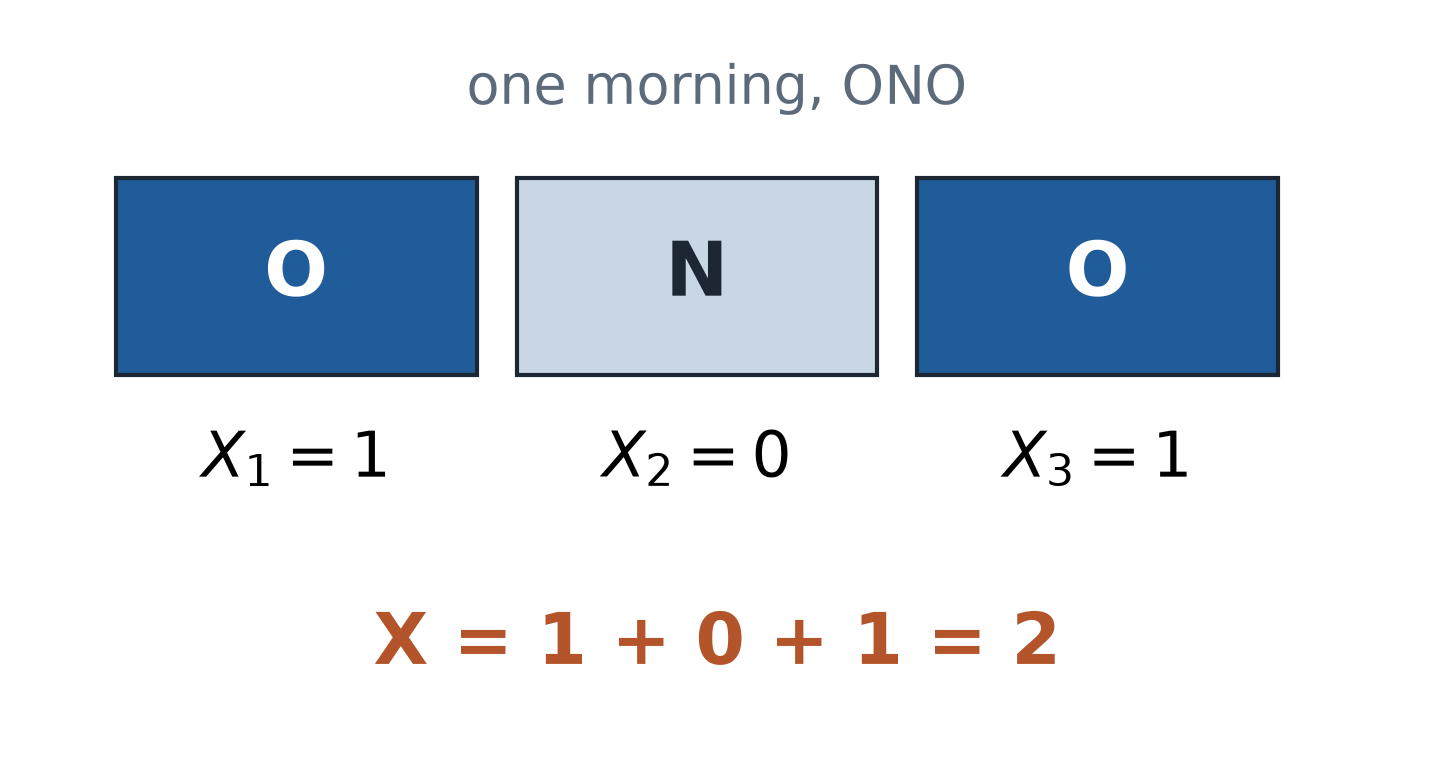 one morning, ONO
O N O
X₁ = 1 X₂ = 0 X₃ = 1
X = 1 + 0 + 1 = 2